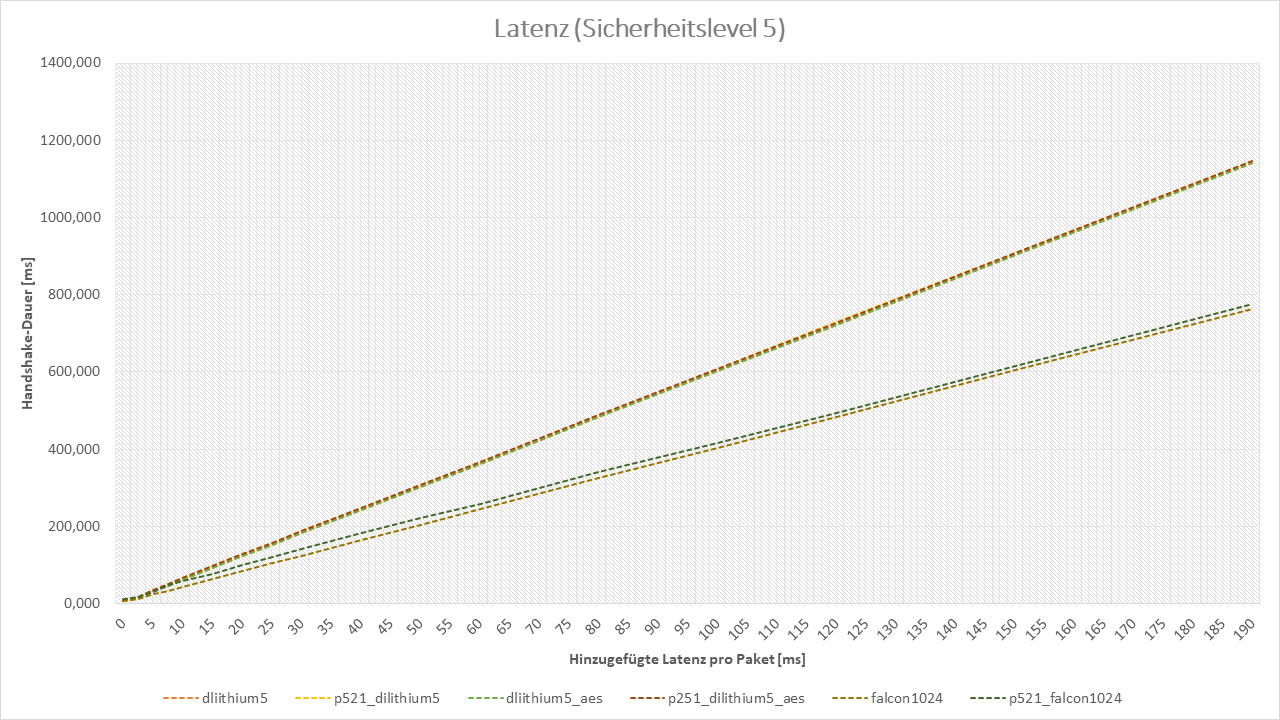 Latenz (Sicherheitslevel 5)
1400,000
1200,000
1000,000
800,000
600,000
400,000
200,000
0,000
Handshake-Dauer [ms]
0 5 10 15 20 25 30 35 40 45 50 55 60 65 70 75 80 85 90 95 100 105 110 115 120 125 130 135 140 145 150 155 160 165 170 175 180 185 190
Hinzugefügte Latenz pro Paket [ms]
dliithium5 p521_dilithium5 dliithium5_aes p251_dilithium5_aes falcon1024 p521_falcon1024